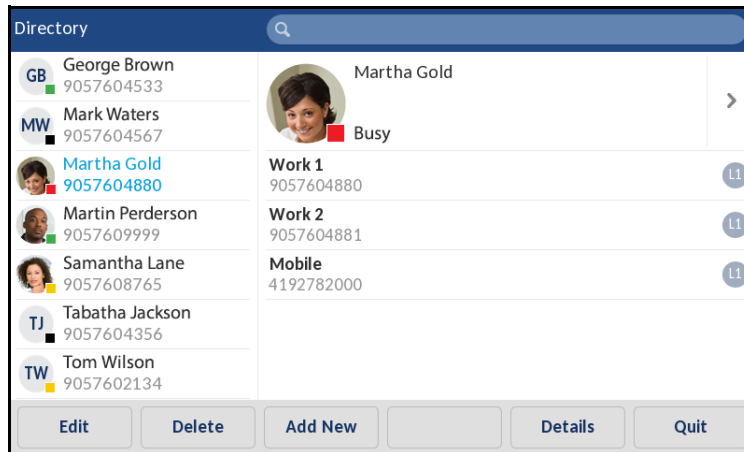 Directory
GB
George Brown
9057604533
MW
Mark Waters
9057604567
Martha Gold
9057604880
Martin Perderson
9057609999
Samantha Lane
9057608765
TJ
Tabatha Jackson
9057604356
TW
Tom Wilson
9057602134
Martha Gold
Busy
Work 1
9057604880
L1
Work 2
9057604881
L1
Mobile
4192782000
L1
Edit
Delete
Add New
Details
Quit